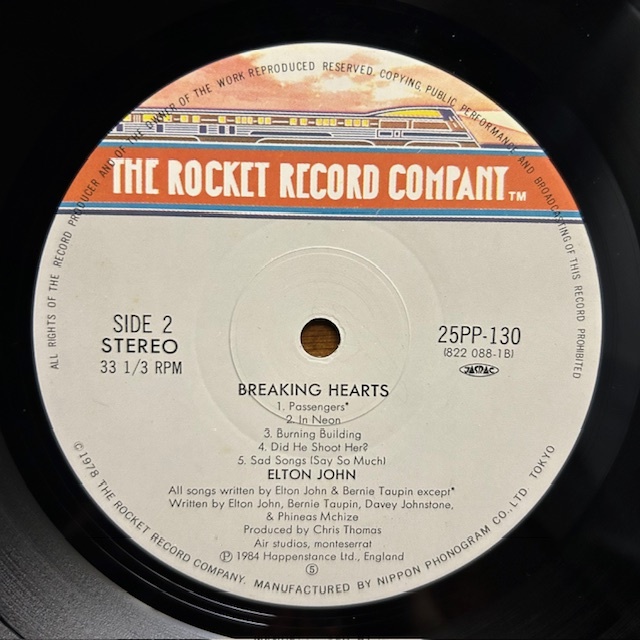 ALL RIGHTS OF THE RECORD PRODUCER AND OF THE OWNER OF THE WORK REPRODUCED RESERVED. COPYING, PUBLIC PERFORMANCE AND BROADCASTING OF THIS RECORD PROHIBITED
THE ROCKET RECORD COMPANY TM
SIDE 2
STEREO
33 1/3 RPM
25PP-130
(822 088-1B)
JASRAC
BREAKING HEARTS
1. Passengers*
2. In Neon
3. Burning Building
4. Did He Shoot Her?
5. Sad Songs (Say So Much)
ELTON JOHN
All songs written by Elton John & Bernie Taupin except*
Written by Elton John, Bernie Taupin, Davey Johnstone,
& Phineas Mchize
Produced by Chris Thomas
Air studios, monteserrat
Ⓟ 1984 Happenstance Ltd., England
⑤
© 1978 THE ROCKET RECORD COMPANY. MANUFACTURED BY NIPPON PHONOGRAM CO., LTD. TOKYO